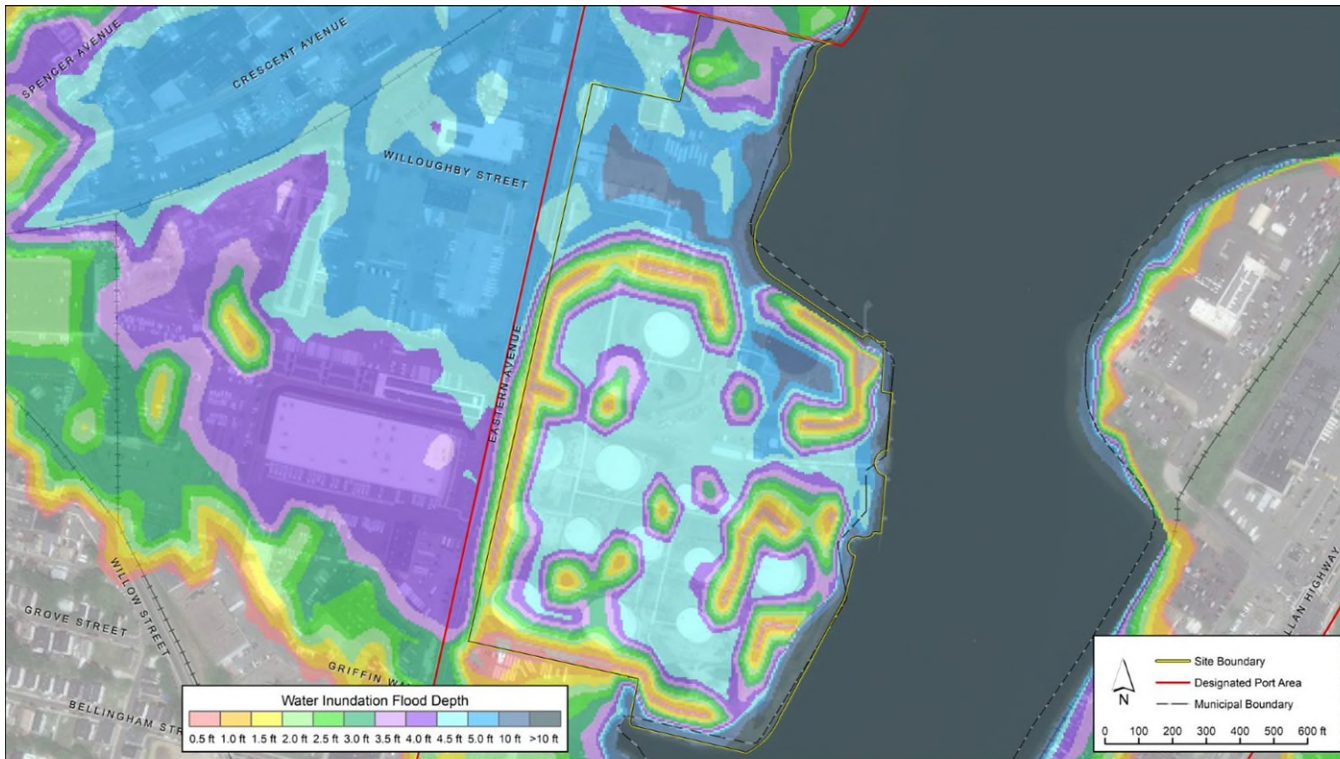 SPENCER AVENUE
CRESCENT AVENUE
WILLOUGHBY STREET
EASTERN AVENUE
WILLOW STREET
GROVE STREET
GRIFFIN WA
BELLINGHAM STR
LLAN HIGHWAY
Water Inundation Flood Depth
0.5 ft 1.0 ft 1.5 ft 2.0 ft 2.5 ft 3.0 ft 3.5 ft 4.0 ft 4.5 ft 5.0 ft 10 ft >10 ft
N
Site Boundary
Designated Port Area
Municipal Boundary
0 100 200 300 400 500 600 ft